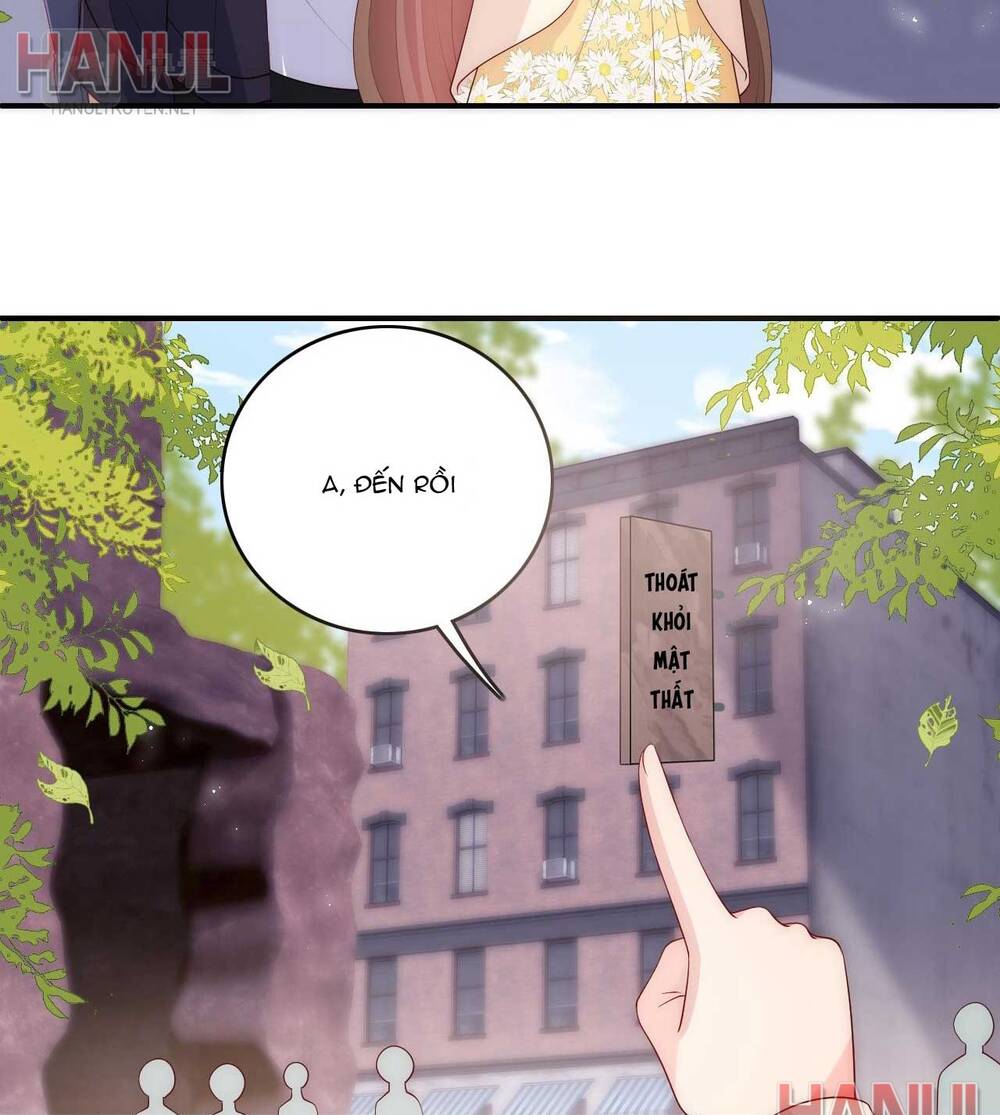 HANUL
HANULTRUYEN.NET
A, ĐẾN RỒI
THOÁT
KHỎI
MẬT
THẤT
HANUL